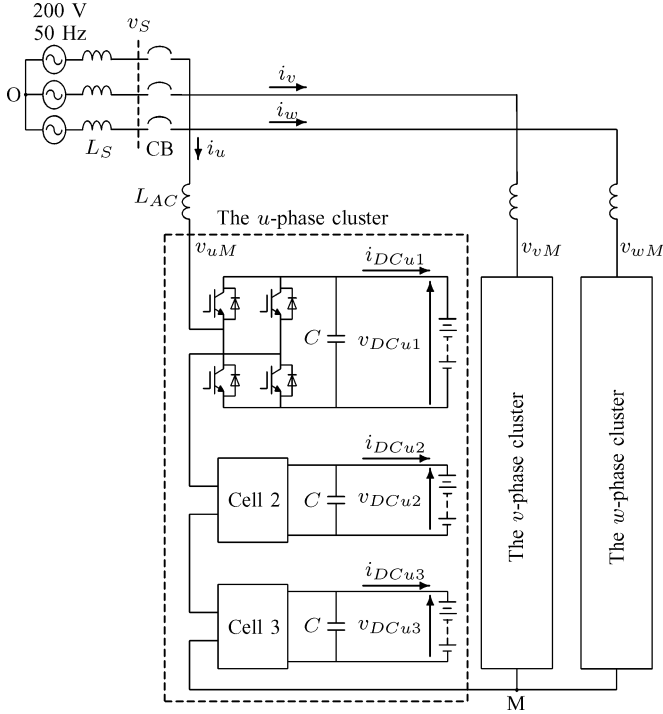 200 V
50 Hz
v_S
O
i_v
i_w
L_S
CB
i_u
L_AC
The u-phase cluster
v_uM
v_vM
v_wM
i_DCu1
C
v_DCu1
i_DCu2
Cell 2
C
v_DCu2
i_DCu3
Cell 3
C
v_DCu3
The v-phase cluster
The w-phase cluster
M